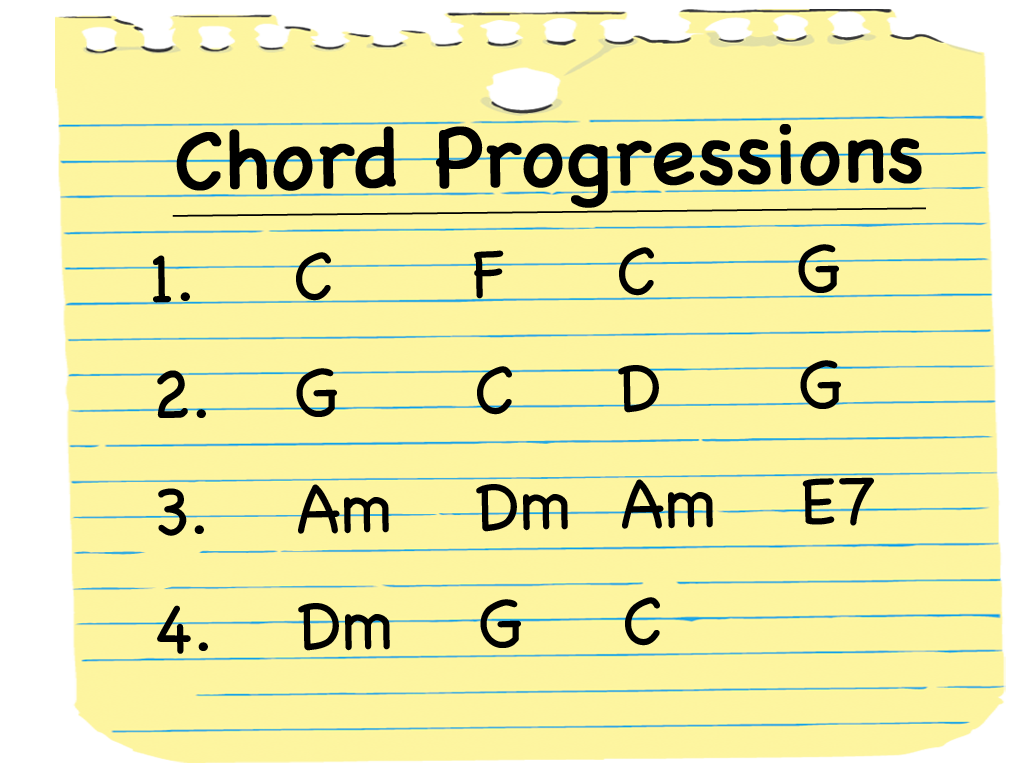 Chord Progressions
1. C F C G
2. G C D G
3. Am Dm Am E7
4. Dm G C